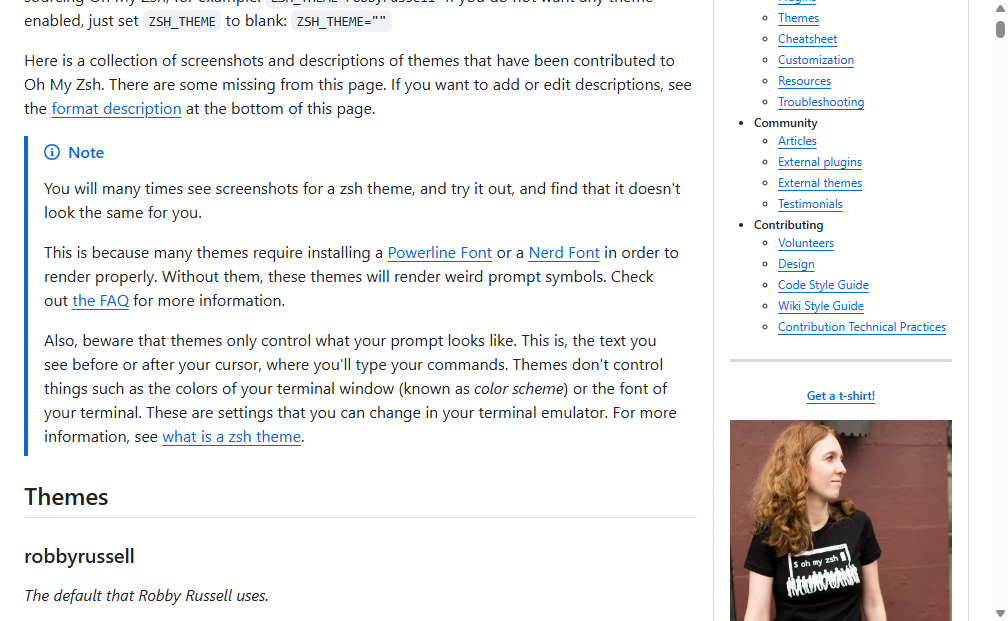 sourcing Oh My Zsh, for example: ZSH_THEME=robbyrussell If you do not want any theme
enabled, just set ZSH_THEME to blank: ZSH_THEME=""
Here is a collection of screenshots and descriptions of themes that have been contributed to
Oh My Zsh. There are some missing from this page. If you want to add or edit descriptions, see
the format description at the bottom of this page.
Note
You will many times see screenshots for a zsh theme, and try it out, and find that it doesn't
look the same for you.
This is because many themes require installing a Powerline Font or a Nerd Font in order to
render properly. Without them, these themes will render weird prompt symbols. Check
out the FAQ for more information.
Also, beware that themes only control what your prompt looks like. This is, the text you
see before or after your cursor, where you'll type your commands. Themes don't control
things such as the colors of your terminal window (known as color scheme) or the font of
your terminal. These are settings that you can change in your terminal emulator. For more
information, see what is a zsh theme.
Themes
robbyrussell
The default that Robby Russell uses.
Plugins
Themes
Cheatsheet
Customization
Resources
Troubleshooting
Community
Articles
External plugins
External themes
Testimonials
Contributing
Volunteers
Design
Code Style Guide
Wiki Style Guide
Contribution Technical Practices
Get a t-shirt!
$ oh my zsh